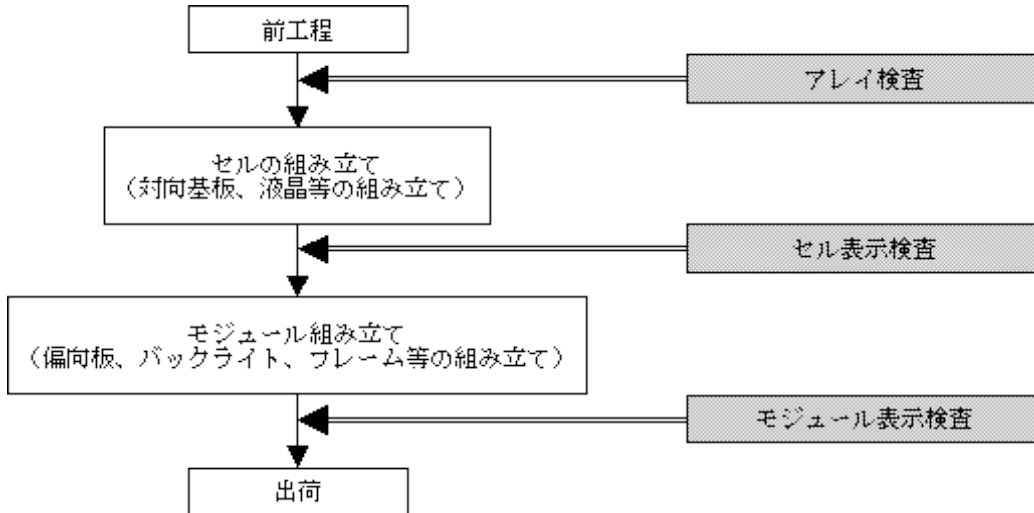 前工程
アレイ検査
セルの組み立て
（対向基板、液晶等の組み立て）
セル表示検査
モジュール組み立て
（偏向板、バックライト、フレーム等の組み立て）
モジュール表示検査
出荷